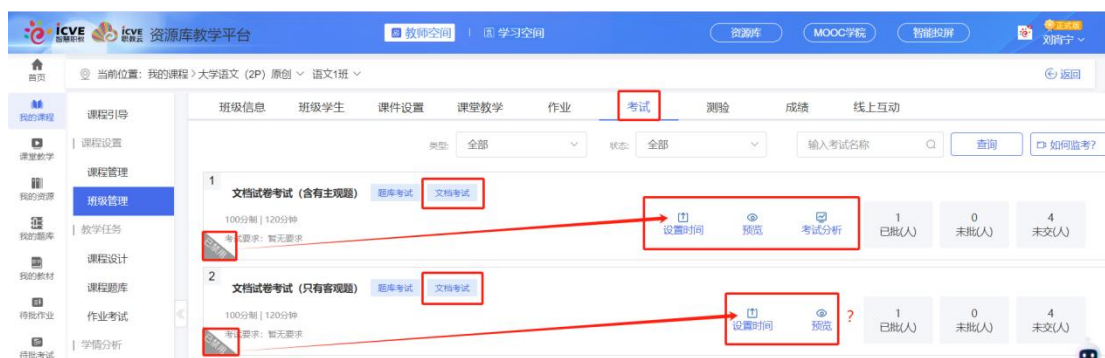 icve 智慧职教 icve 职教云 资源库教学平台 教师空间 学习空间 资源库 MOOC学院 智能投屏 正式版 刘霄宁
首页 当前位置：我的课程 > 大学语文（2P）原创 语文1班 返回
我的课程 课程引导 班级信息 班级学生 课件设置 课堂教学 作业 考试 测验 成绩 线上互动
课堂教学 课程设置 类型: 全部 状态: 全部 输入考试名称 查询 如何监考?
我的资源 课程管理
班级管理
1 文档试卷考试（含有主观题） 题库考试 文档考试
我的题库 教学任务 100分制 | 120分钟 设置时间 预览 考试分析 1 已批(人) 0 未批(人) 4 未交(人)
考试要求：暂无要求
我的教材 课程设计
课程题库
2 文档试卷考试（只有客观题） 题库考试 文档考试
待批作业 作业考试 100分制 | 120分钟 设置时间 预览 ? 1 已批(人) 0 未批(人) 4 未交(人)
考试要求：暂无要求
待批考试 学情分析